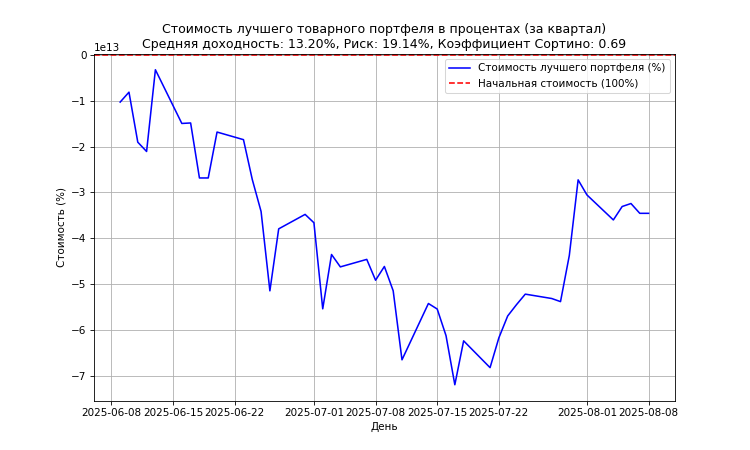 Стоимость лучшего товарного портфеля в процентах (за квартал)
Средняя доходность: 13.20%, Риск: 19.14%, Коэффициент Сортино: 0.69
1e13
Стоимость лучшего портфеля (%)
Начальная стоимость (100%)
0
−1
−2
−3
−4
−5
−6
−7
Стоимость (%)
2025-06-08 2025-06-15 2025-06-22 2025-07-01 2025-07-08 2025-07-15 2025-07-22 2025-08-01 2025-08-08
День